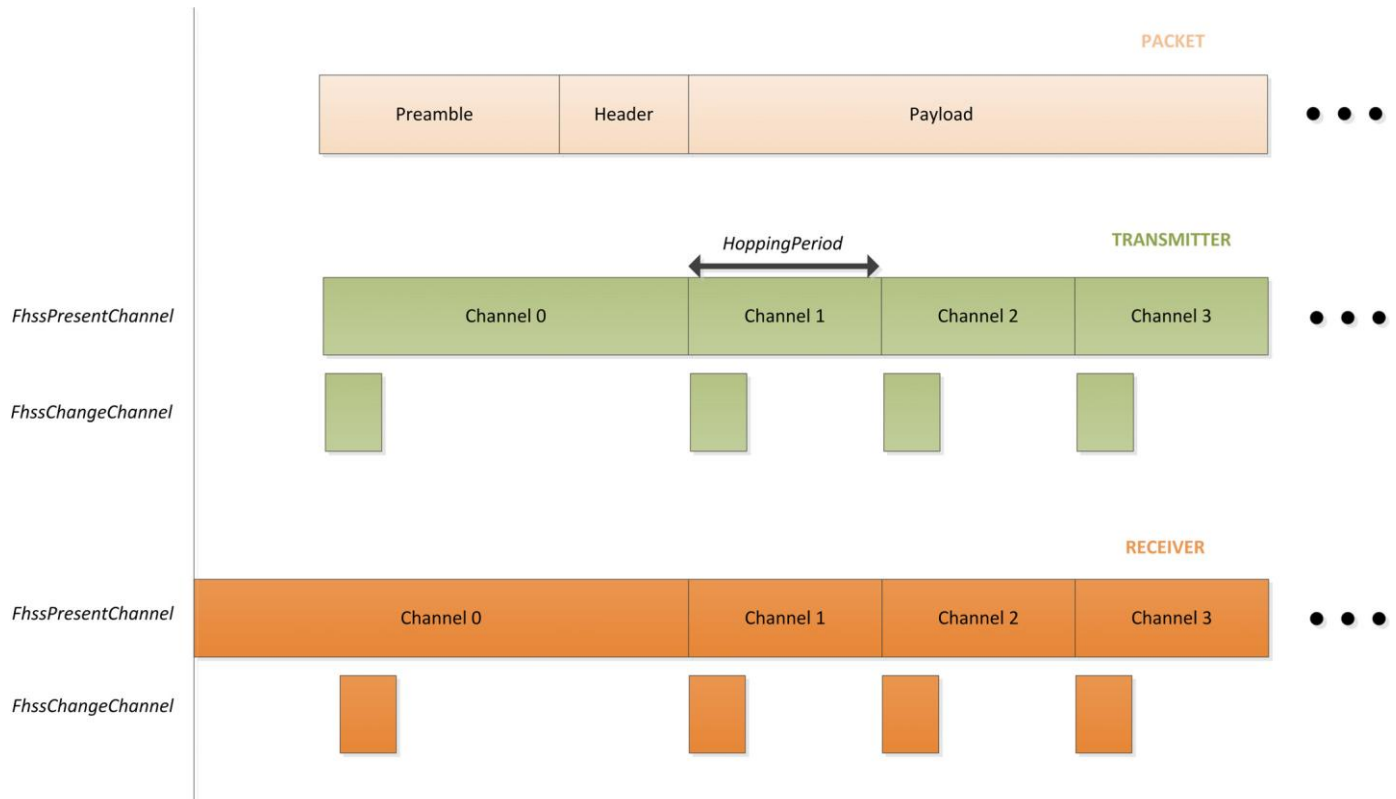 PACKET
Preamble Header Payload
HoppingPeriod
TRANSMITTER
FhssPresentChannel Channel 0 Channel 1 Channel 2 Channel 3
FhssChangeChannel
RECEIVER
FhssPresentChannel Channel 0 Channel 1 Channel 2 Channel 3
FhssChangeChannel